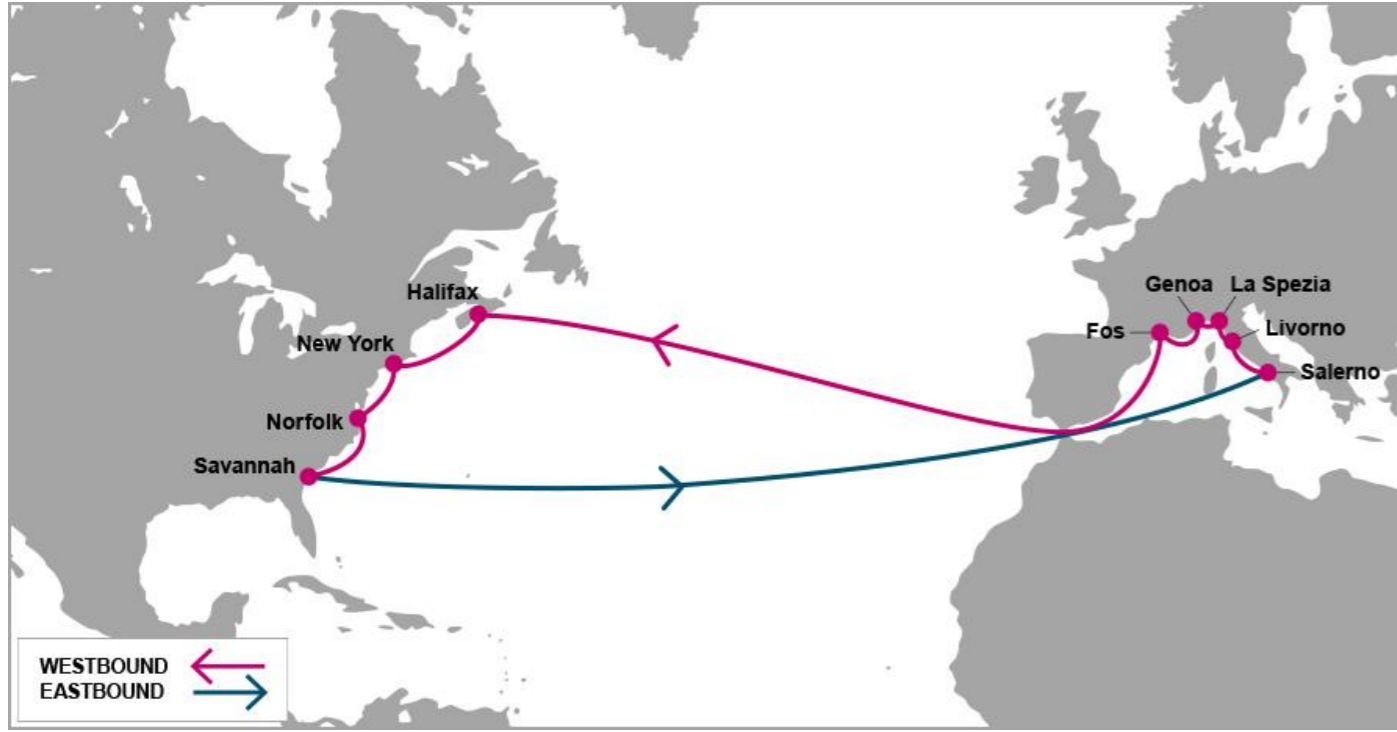 Halifax
New York
Norfolk
Savannah
Genoa
La Spezia
Fos
Livorno
Salerno
WESTBOUND
EASTBOUND